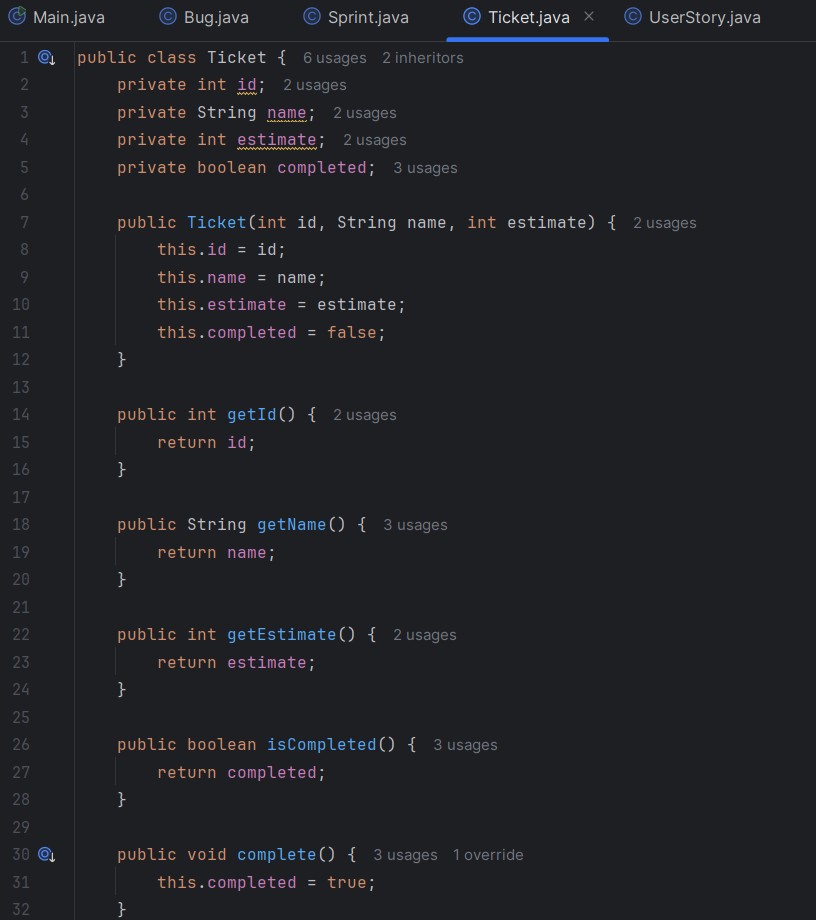 Main.java Bug.java Sprint.java Ticket.java UserStory.java
1 public class Ticket { 6 usages 2 inheritors
2 private int id; 2 usages
3 private String name; 2 usages
4 private int estimate; 2 usages
5 private boolean completed; 3 usages
6
7 public Ticket(int id, String name, int estimate) { 2 usages
8 this.id = id;
9 this.name = name;
10 this.estimate = estimate;
11 this.completed = false;
12 }
13
14 public int getId() { 2 usages
15 return id;
16 }
17
18 public String getName() { 3 usages
19 return name;
20 }
21
22 public int getEstimate() { 2 usages
23 return estimate;
24 }
25
26 public boolean isCompleted() { 3 usages
27 return completed;
28 }
29
30 public void complete() { 3 usages 1 override
31 this.completed = true;
32 }